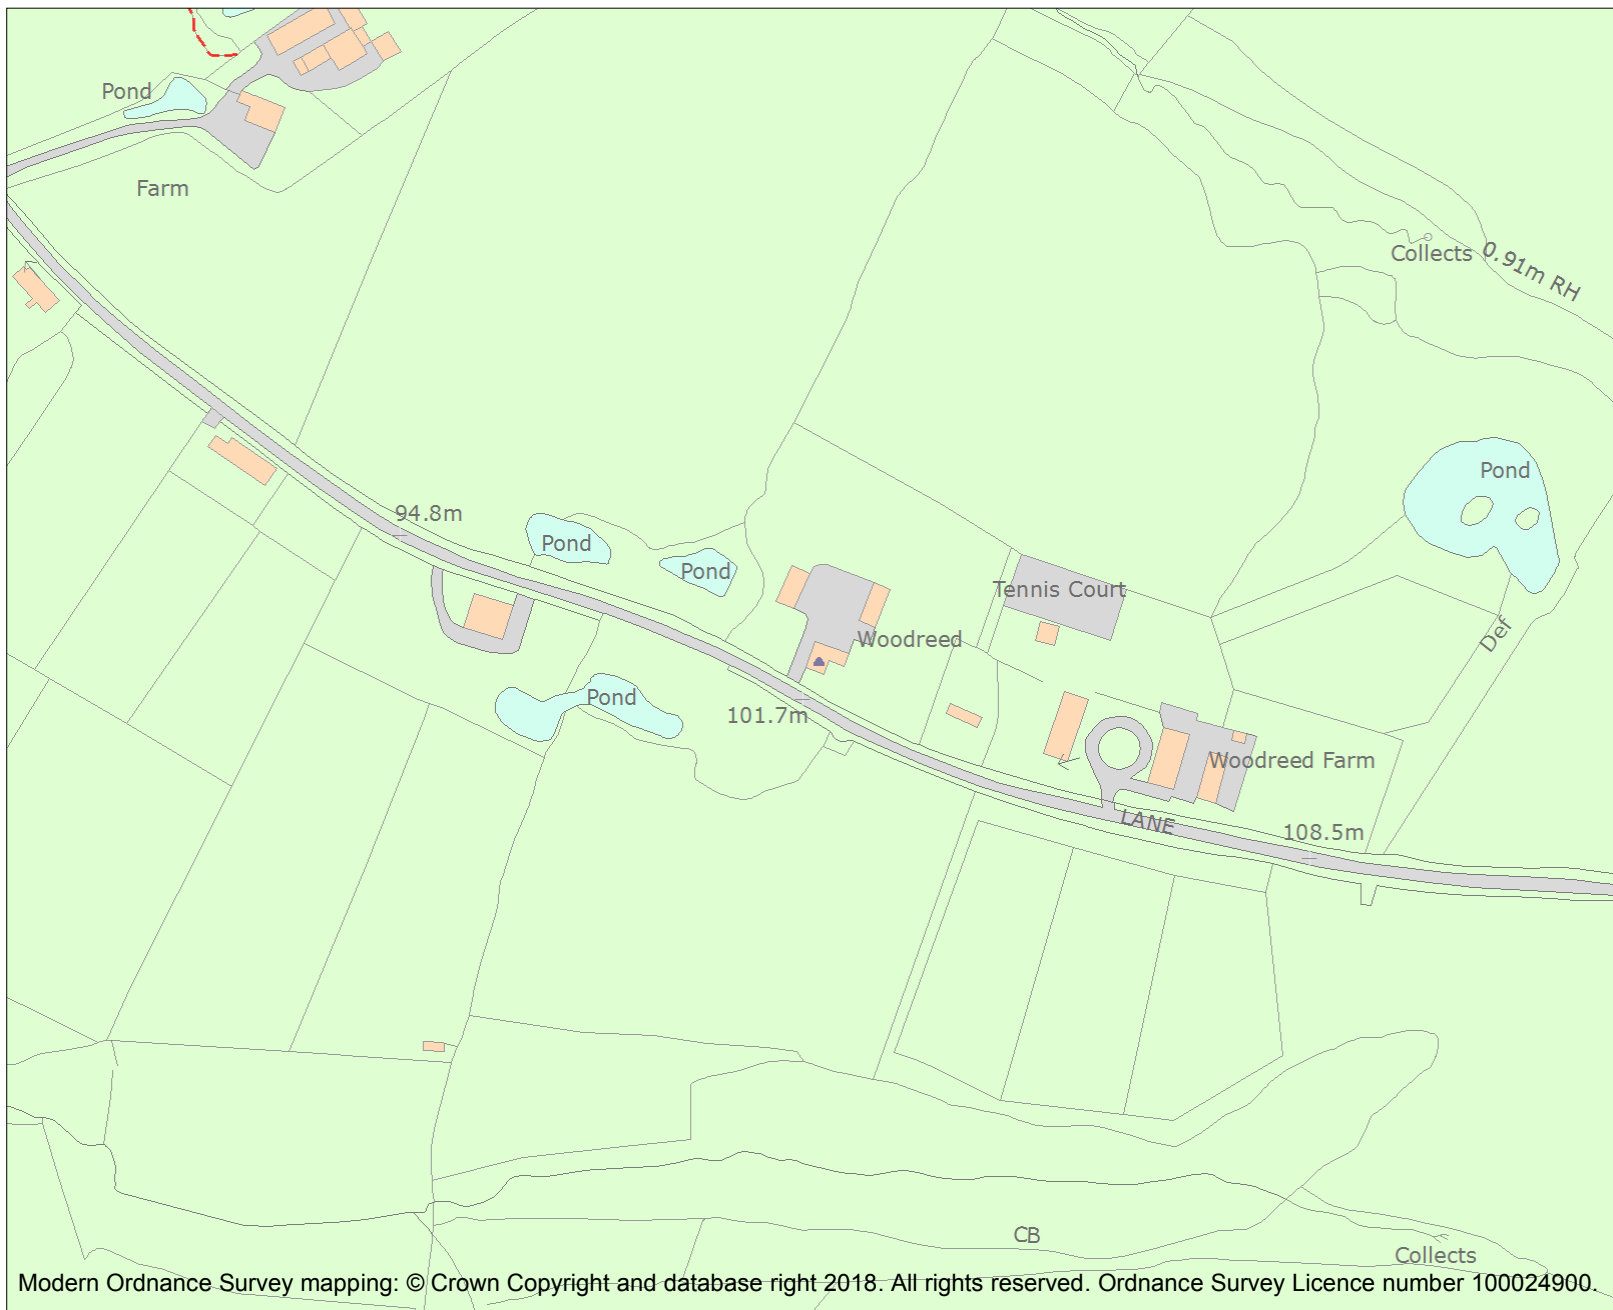 Pond
Farm
Collects
0.91m RH
Pond
94.8m
Pond
Pond
Tennis Court
Woodreed
Def
Pond
101.7m
Woodreed Farm
LANE
108.5m
CB
Collects
Modern Ordnance Survey mapping: © Crown Copyright and database right 2018. All rights reserved. Ordnance Survey Licence number 100024900.